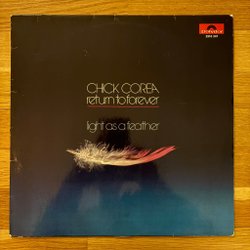 Polydor
CHICK COREA
return to forever
light as a feather